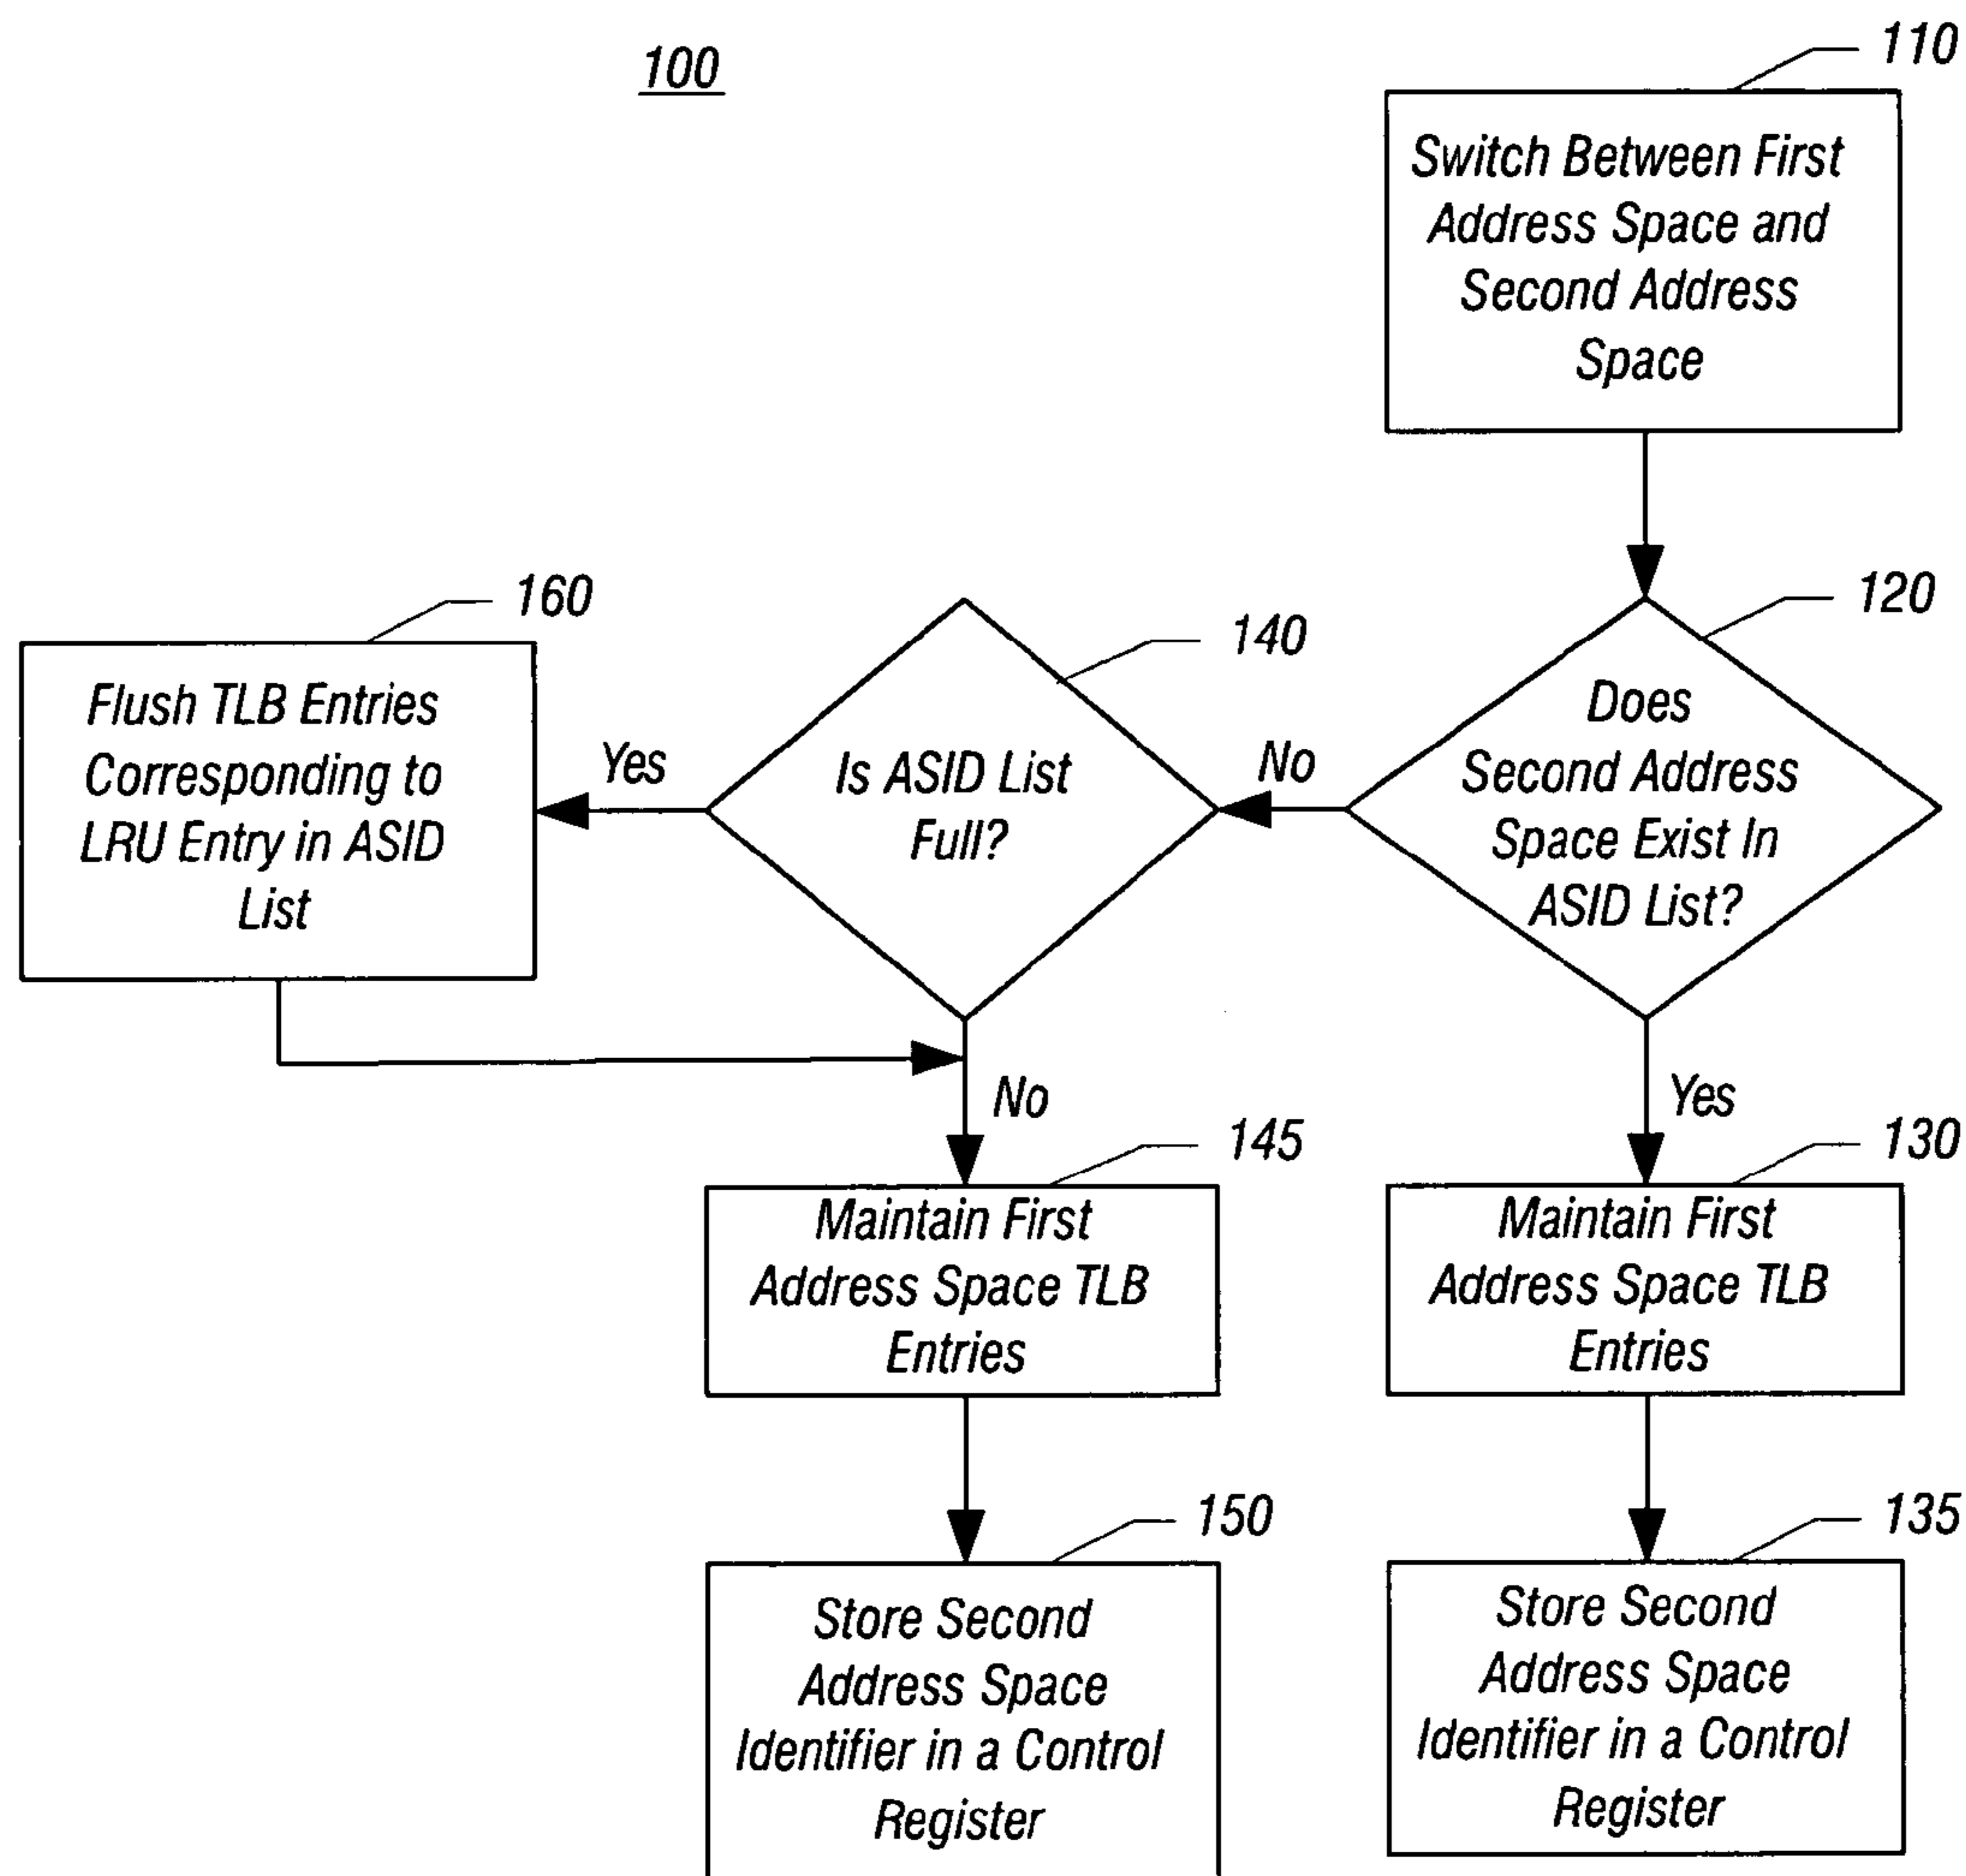 100
110
Switch Between First
Address Space and
Second Address
Space
120
Does
Second Address
Space Exist In
ASID List?
No
140
Is ASID List
Full?
Yes
160
Flush TLB Entries
Corresponding to
LRU Entry in ASID
List
No
Yes
145
Maintain First
Address Space TLB
Entries
130
Maintain First
Address Space TLB
Entries
150
Store Second
Address Space
Identifier in a Control
Register
135
Store Second
Address Space
Identifier in a Control
Register